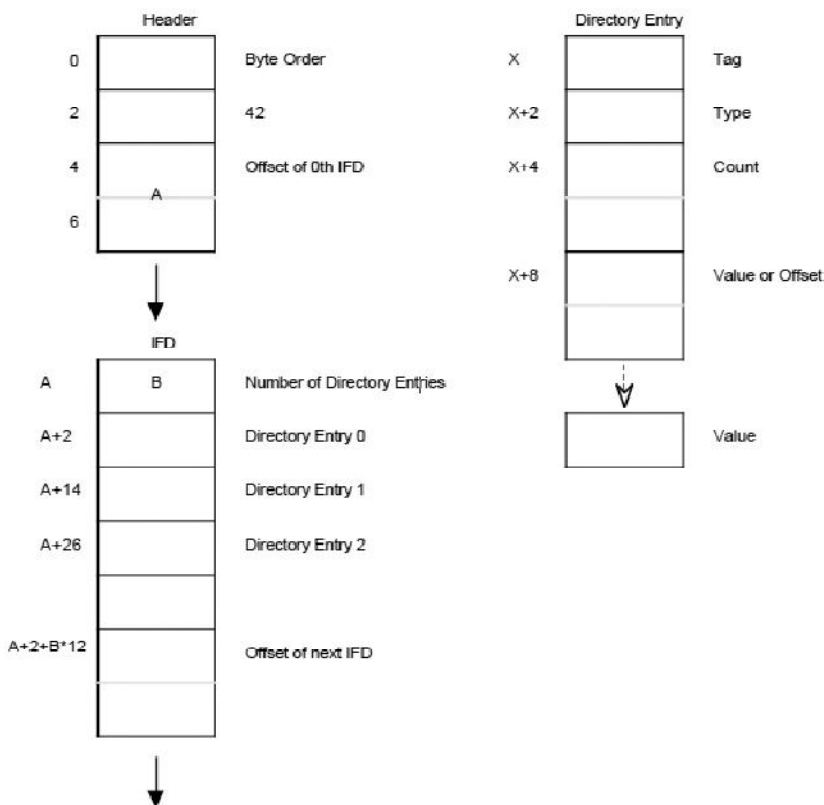 Header
0 Byte Order
2 42
4 Offset of 0th IFD
A
6
IFD
A B Number of Directory Entries
A+2 Directory Entry 0
A+14 Directory Entry 1
A+26 Directory Entry 2
A+2+B*12 Offset of next IFD
Directory Entry
X Tag
X+2 Type
X+4 Count
X+8 Value or Offset
Value